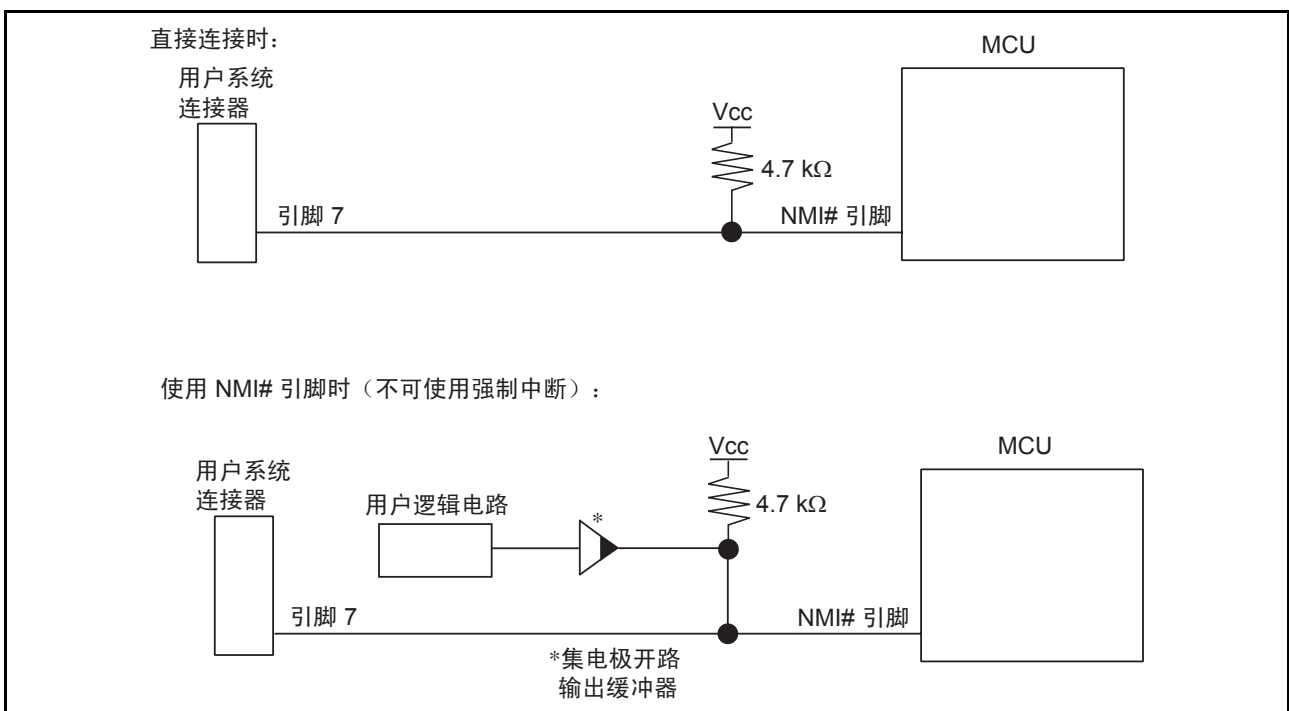 直接连接时：
MCU
用户系统
连接器
Vcc
4.7 kΩ
引脚 7
NMI# 引脚
使用 NMI# 引脚时（不可使用强制中断）：
Vcc
MCU
用户系统
连接器
用户逻辑电路
*
4.7 kΩ
引脚 7
NMI# 引脚
*集电极开路
输出缓冲器